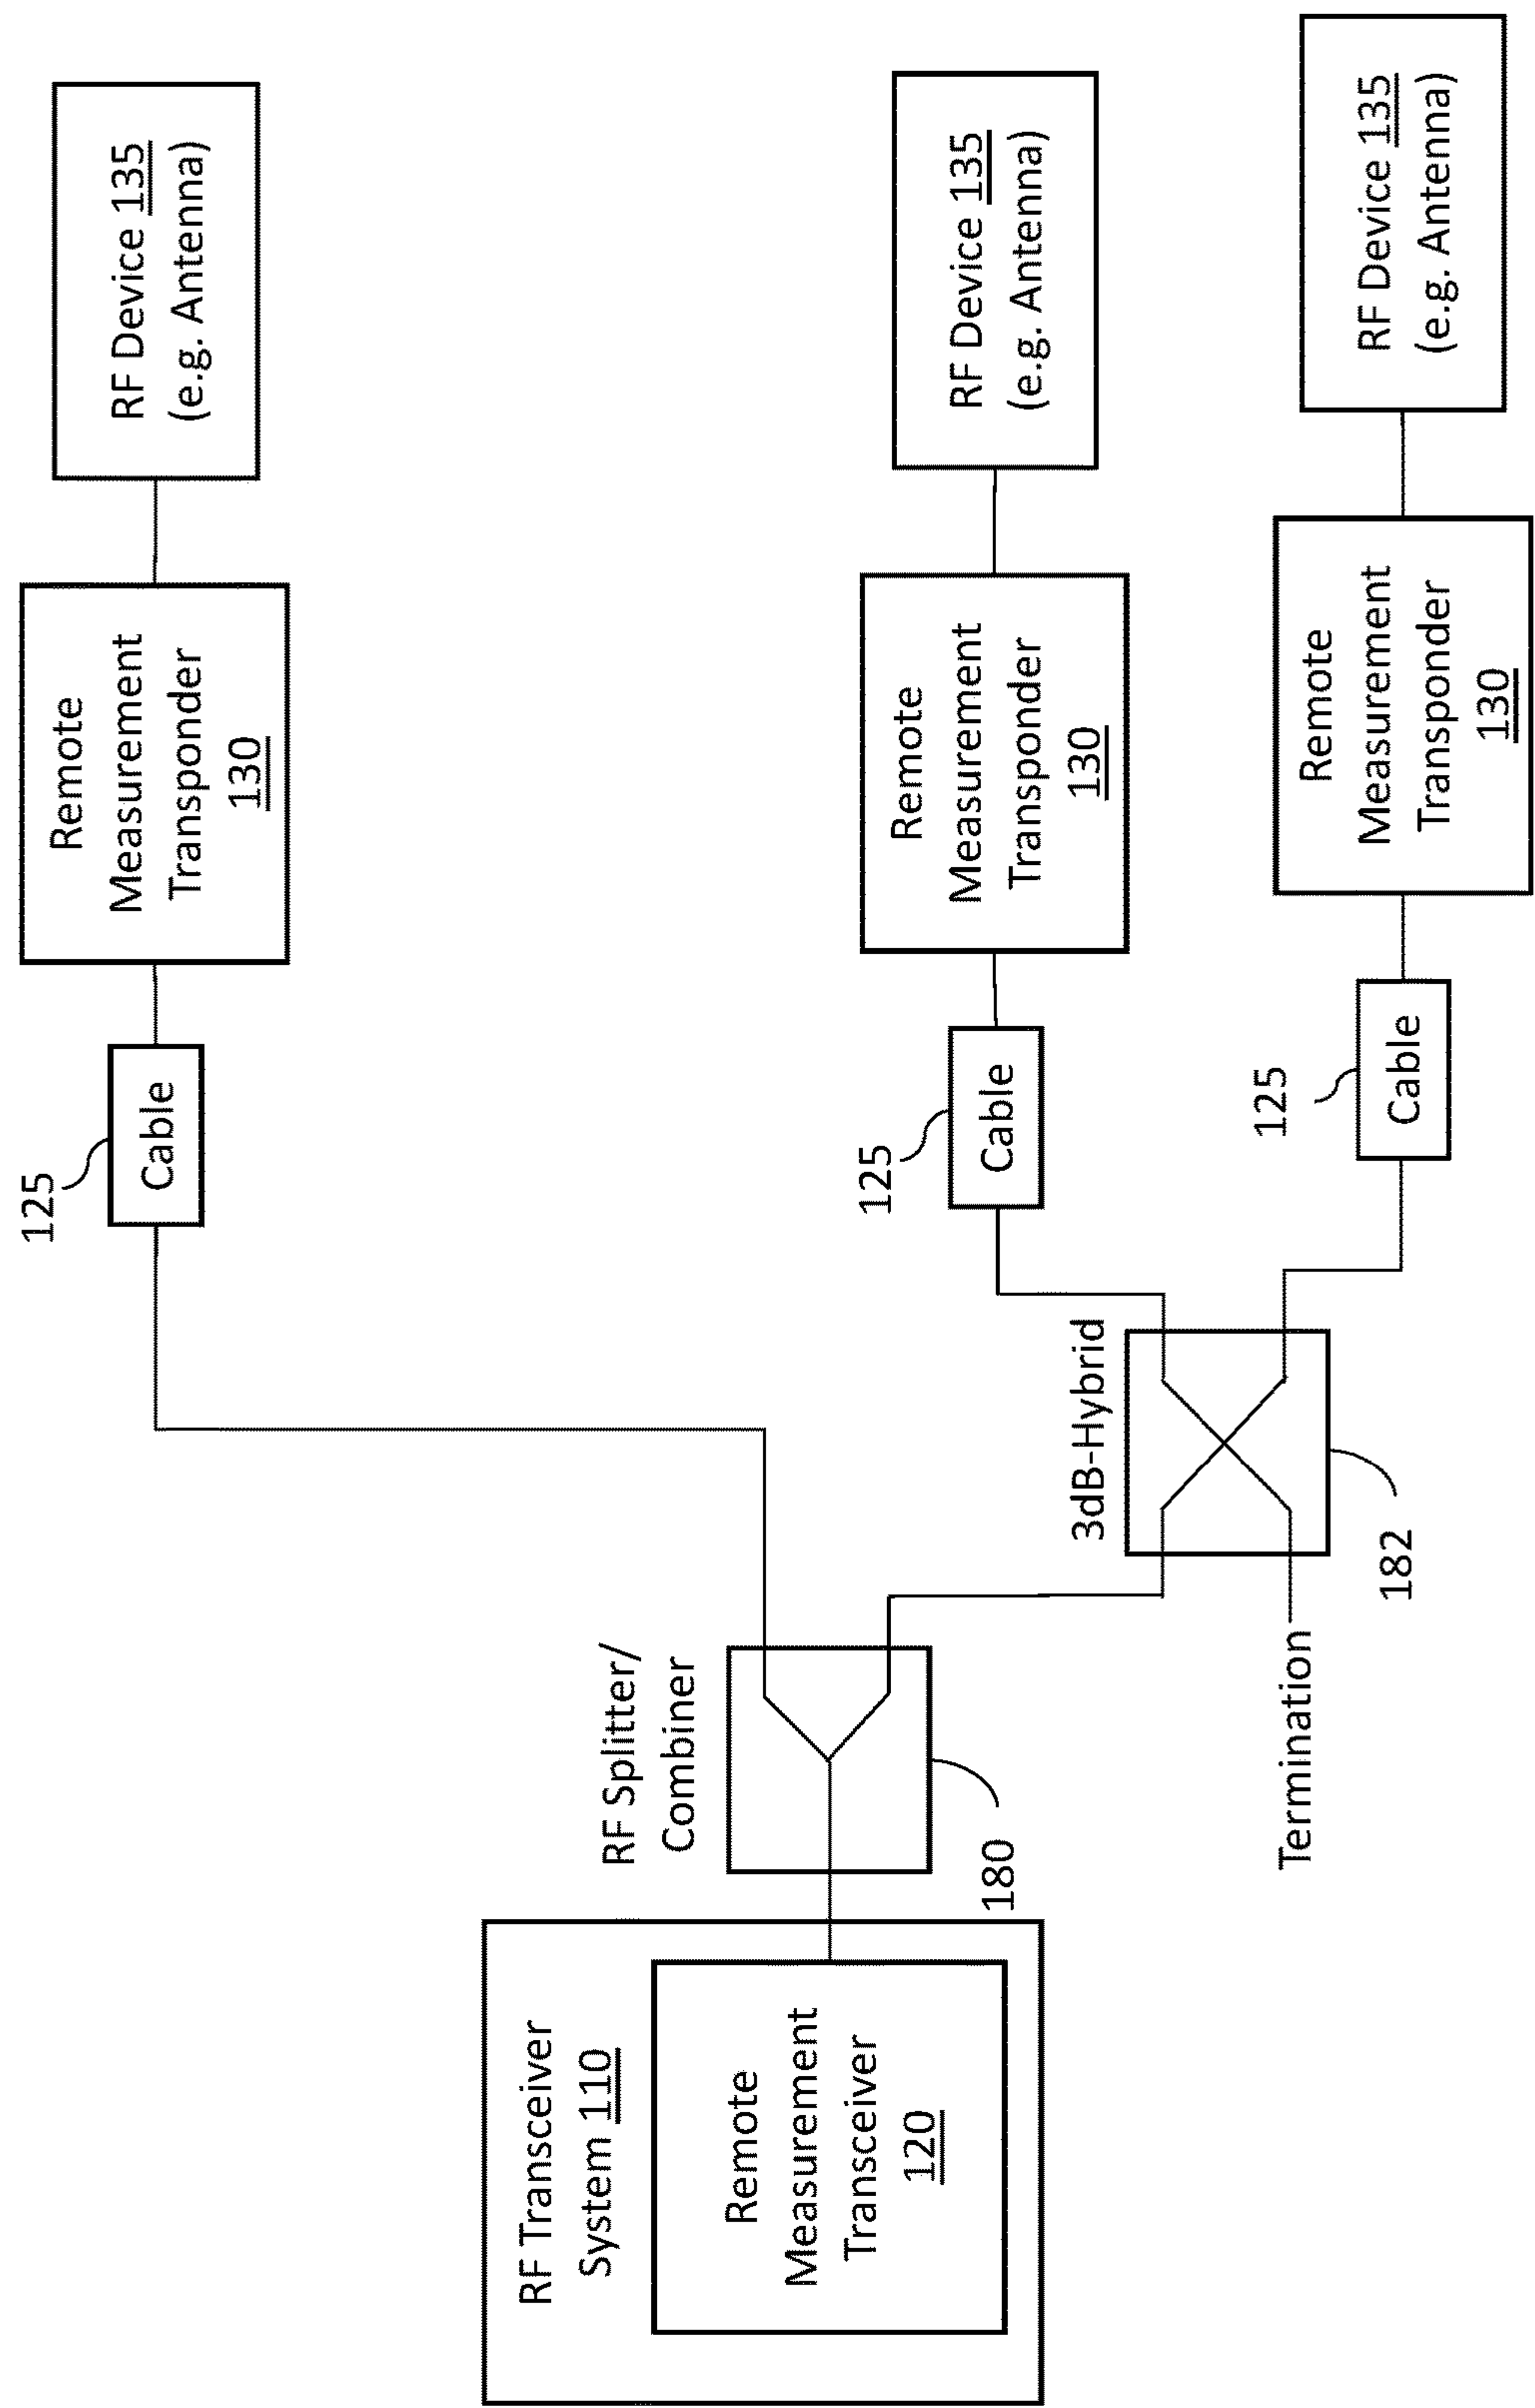 RF Transceiver
System 110
Remote
Measurement
Transceiver
120
RF Splitter/
Combiner
180
125
Cable
Remote
Measurement
Transponder
130
RF Device 135
(e.g. Antenna)
3dB-Hybrid
182
Termination
125
Cable
Remote
Measurement
Transponder
130
RF Device 135
(e.g. Antenna)
125
Cable
Remote
Measurement
Transponder
130
RF Device 135
(e.g. Antenna)